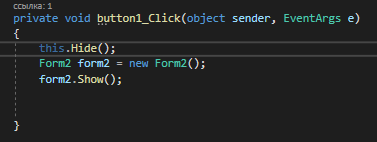 ссылка: 1
private void button1_Click(object sender, EventArgs e)
{
this.Hide();
Form2 form2 = new Form2();
form2.Show();
}